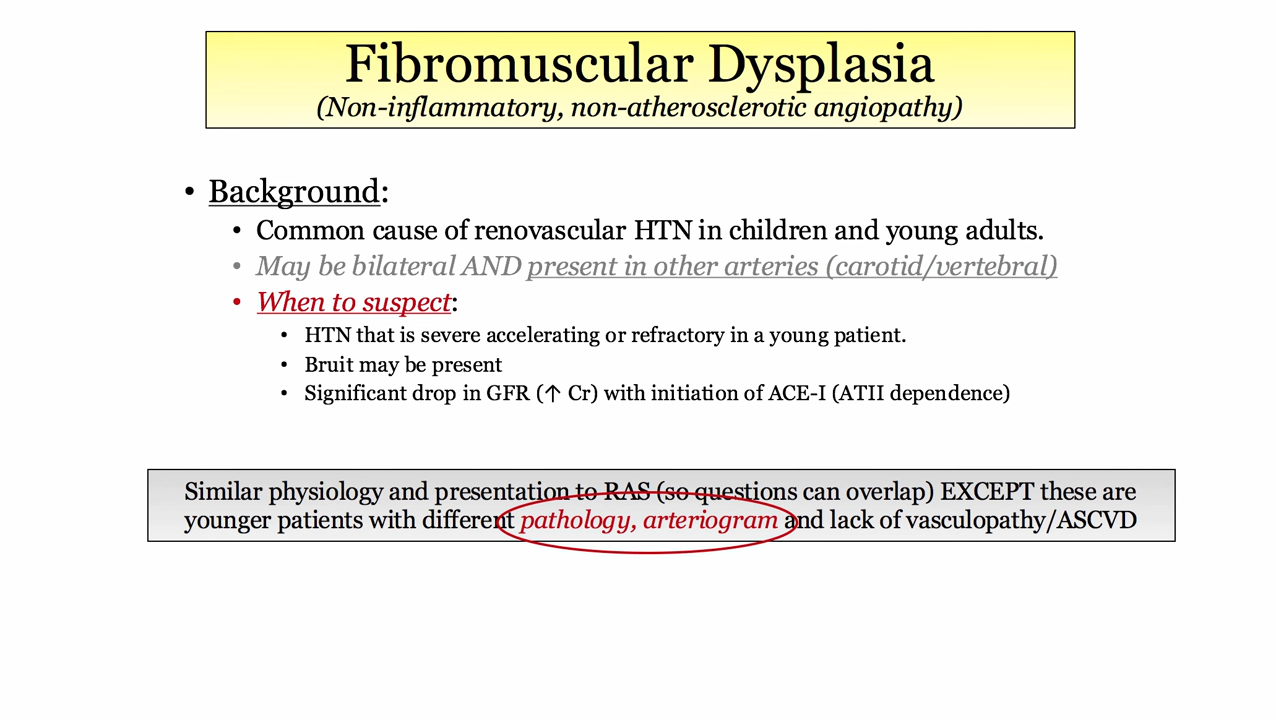 Fibromuscular Dysplasia
(Non-inflammatory, non-atherosclerotic angiopathy)
• Background:
• Common cause of renovascular HTN in children and young adults.
• May be bilateral AND present in other arteries (carotid/vertebral)
• When to suspect:
• HTN that is severe accelerating or refractory in a young patient.
• Bruit may be present
• Significant drop in GFR (↑ Cr) with initiation of ACE-I (ATII dependence)
Similar physiology and presentation to RAS (so questions can overlap) EXCEPT these are
younger patients with different pathology, arteriogram and lack of vasculopathy/ASCVD